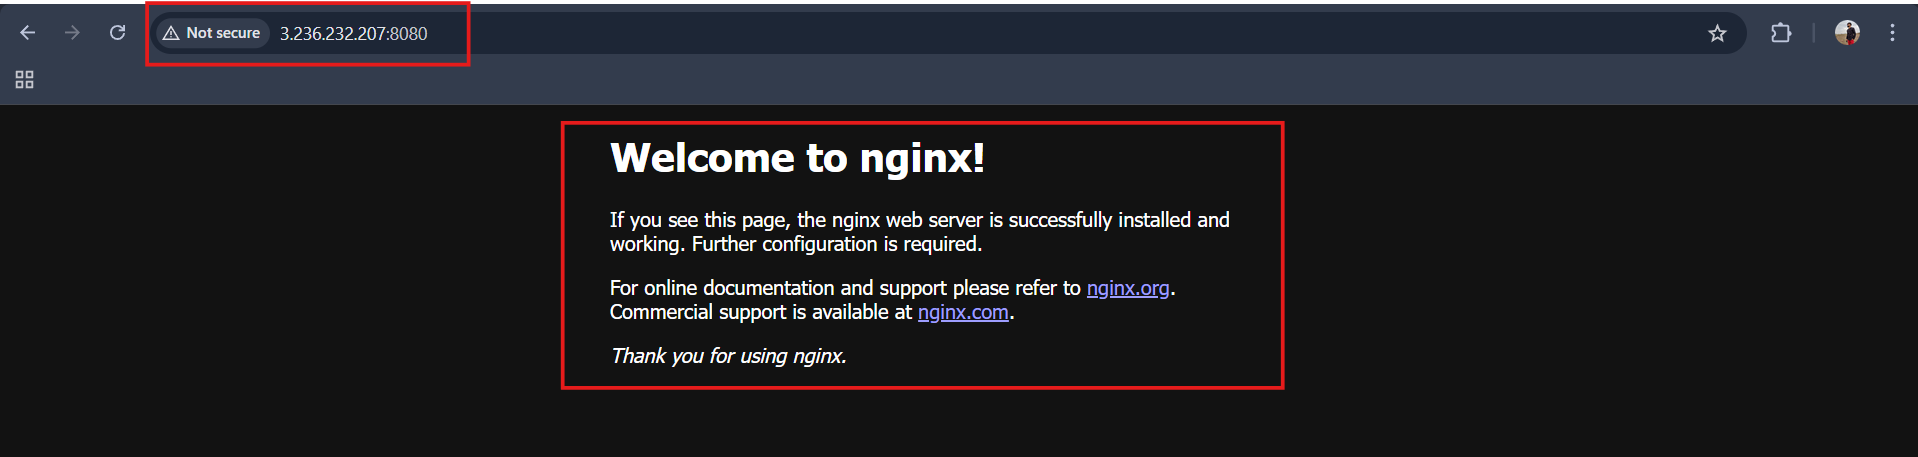 Not secure 3.236.232.207:8080
Welcome to nginx!
If you see this page, the nginx web server is successfully installed and
working. Further configuration is required.
For online documentation and support please refer to nginx.org.
Commercial support is available at nginx.com.
Thank you for using nginx.